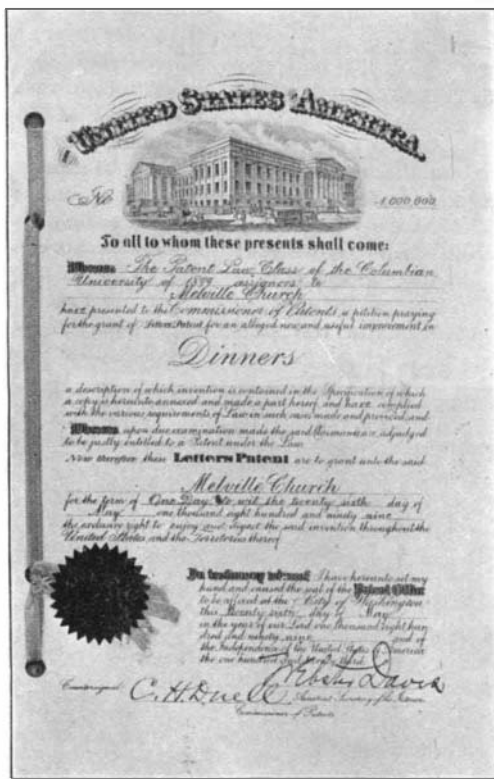 UNITED STATES AMERICA.
No 1,000,000
To all to whom these presents shall come:
Whereas The Patent Law Class of the Columbian
University of 1899 assignors to
Melville Church
have presented to the Commissioner of Patents a petition praying
for the grant of Letters Patent for an alleged new and useful improvement in
Dinners
a description of which invention is contained in the Specification of which
a copy is hereunto annexed and made a part hereof and have complied
with the various requirements of Law in such cases made and provided and
Whereas upon due examination made the said are adjudged
to be justly entitled to a Patent under the Law
Now therefore these Letters Patent are to grant unto the said
Melville Church
for the term of One Day to wit the twenty sixth day of
May one thousand eight hundred and ninety nine
the right to enjoy and digest the said invention throughout the
United States, and the Territories thereof
In testimony whereof I have hereunto set my
hand and caused the seal of the Patent Office
to be affixed at the City of Washington
this twenty sixth day of May
in the year of our Lord one thousand eight hun
dred and ninety nine and of
the Independence of the United States of America
the one hundred and twenty third.
Webster Davis
Countersigned C. H. Duell Assistant Secretary of the Interior
Commissioner of Patents